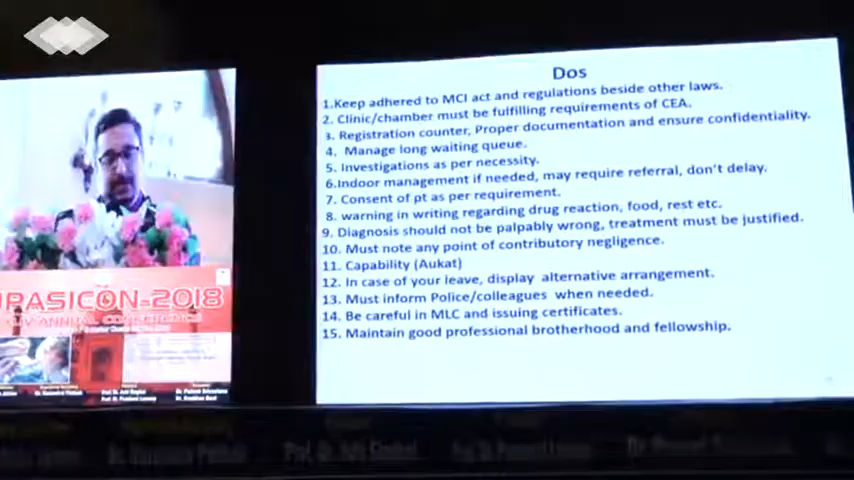 Dos
1.Keep adhered to MCI act and regulations beside other laws.
2. Clinic/chamber must be fulfilling requirements of CEA.
3. Registration counter, Proper documentation and ensure confidentiality.
4. Manage long waiting queue.
5. Investigations as per necessity.
6.Indoor management if needed, may require referral, don't delay.
7. Consent of pt as per requirement.
8. warning in writing regarding drug reaction, food, rest etc.
9. Diagnosis should not be palpably wrong, treatment must be justified.
10. Must note any point of contributory negligence.
11. Capability (Aukat)
12. In case of your leave, display alternative arrangement.
13. Must inform Police/colleagues when needed.
14. Be careful in MLC and issuing certificates.
15. Maintain good professional brotherhood and fellowship.
PASICON-2018
ANNUAL CONFERENCE